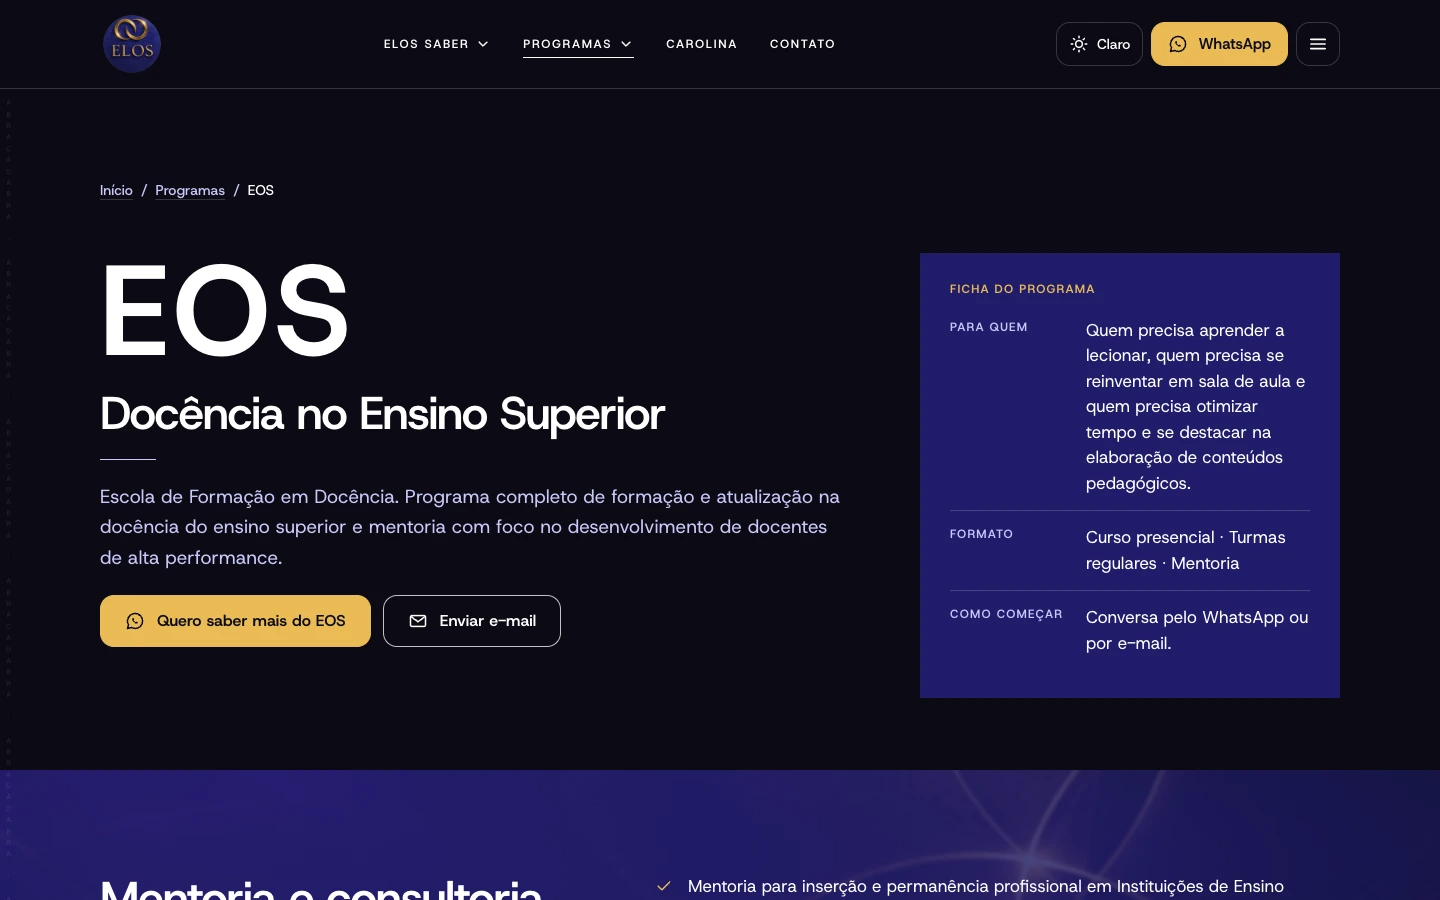 ELOS
ELOS SABER
PROGRAMAS
CAROLINA
CONTATO
Claro
WhatsApp
Início / Programas / EOS
EOS
Docência no Ensino Superior
Escola de Formação em Docência. Programa completo de formação e atualização na
docência do ensino superior e mentoria com foco no desenvolvimento de docentes
de alta performance.
Quero saber mais do EOS
Enviar e-mail
FICHA DO PROGRAMA
PARA QUEM
Quem precisa aprender a
lecionar, quem precisa se
reinventar em sala de aula e
quem precisa otimizar
tempo e se destacar na
elaboração de conteúdos
pedagógicos.
FORMATO
Curso presencial · Turmas
regulares · Mentoria
COMO COMEÇAR
Conversa pelo WhatsApp ou
por e-mail.
Mentoria e consultoria
Mentoria para inserção e permanência profissional em Instituições de Ensino